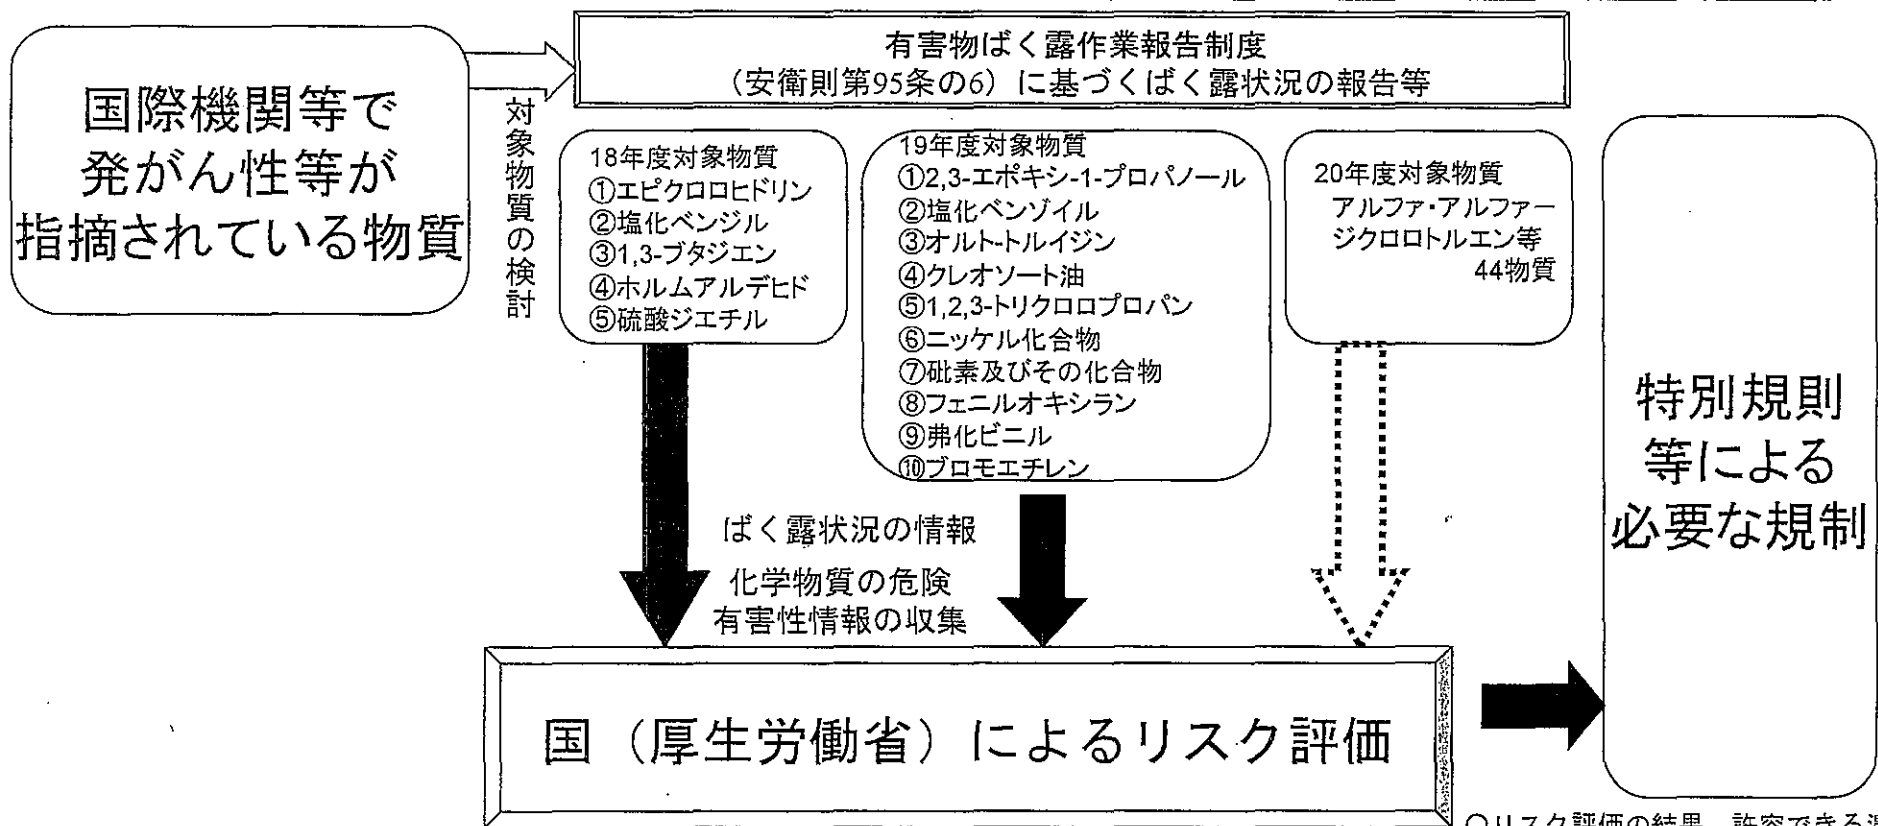 国際機関等で
発がん性等が
指摘されている物質
対象物質の検討
有害物ばく露作業報告制度
（安衛則第95条の6）に基づくばく露状況の報告等
18年度対象物質
①エピクロロヒドリン
②塩化ベンジル
③1,3-ブタジエン
④ホルムアルデヒド
⑤硫酸ジエチル
19年度対象物質
①2,3-エポキシ-1-プロパノール
②塩化ベンゾイル
③オルト-トルイジン
④クレオソート油
⑤1,2,3-トリクロロプロパン
⑥ニッケル化合物
⑦砒素及びその化合物
⑧フェニルオキシラン
⑨弗化ビニル
⑩ブロモエチレン
20年度対象物質
アルファ・アルファー
ジクロロトルエン等
44物質
ばく露状況の情報
化学物質の危険
有害性情報の収集
国（厚生労働省）によるリスク評価
特別規則
等による
必要な規制
○リスク評価の結果、許容できる